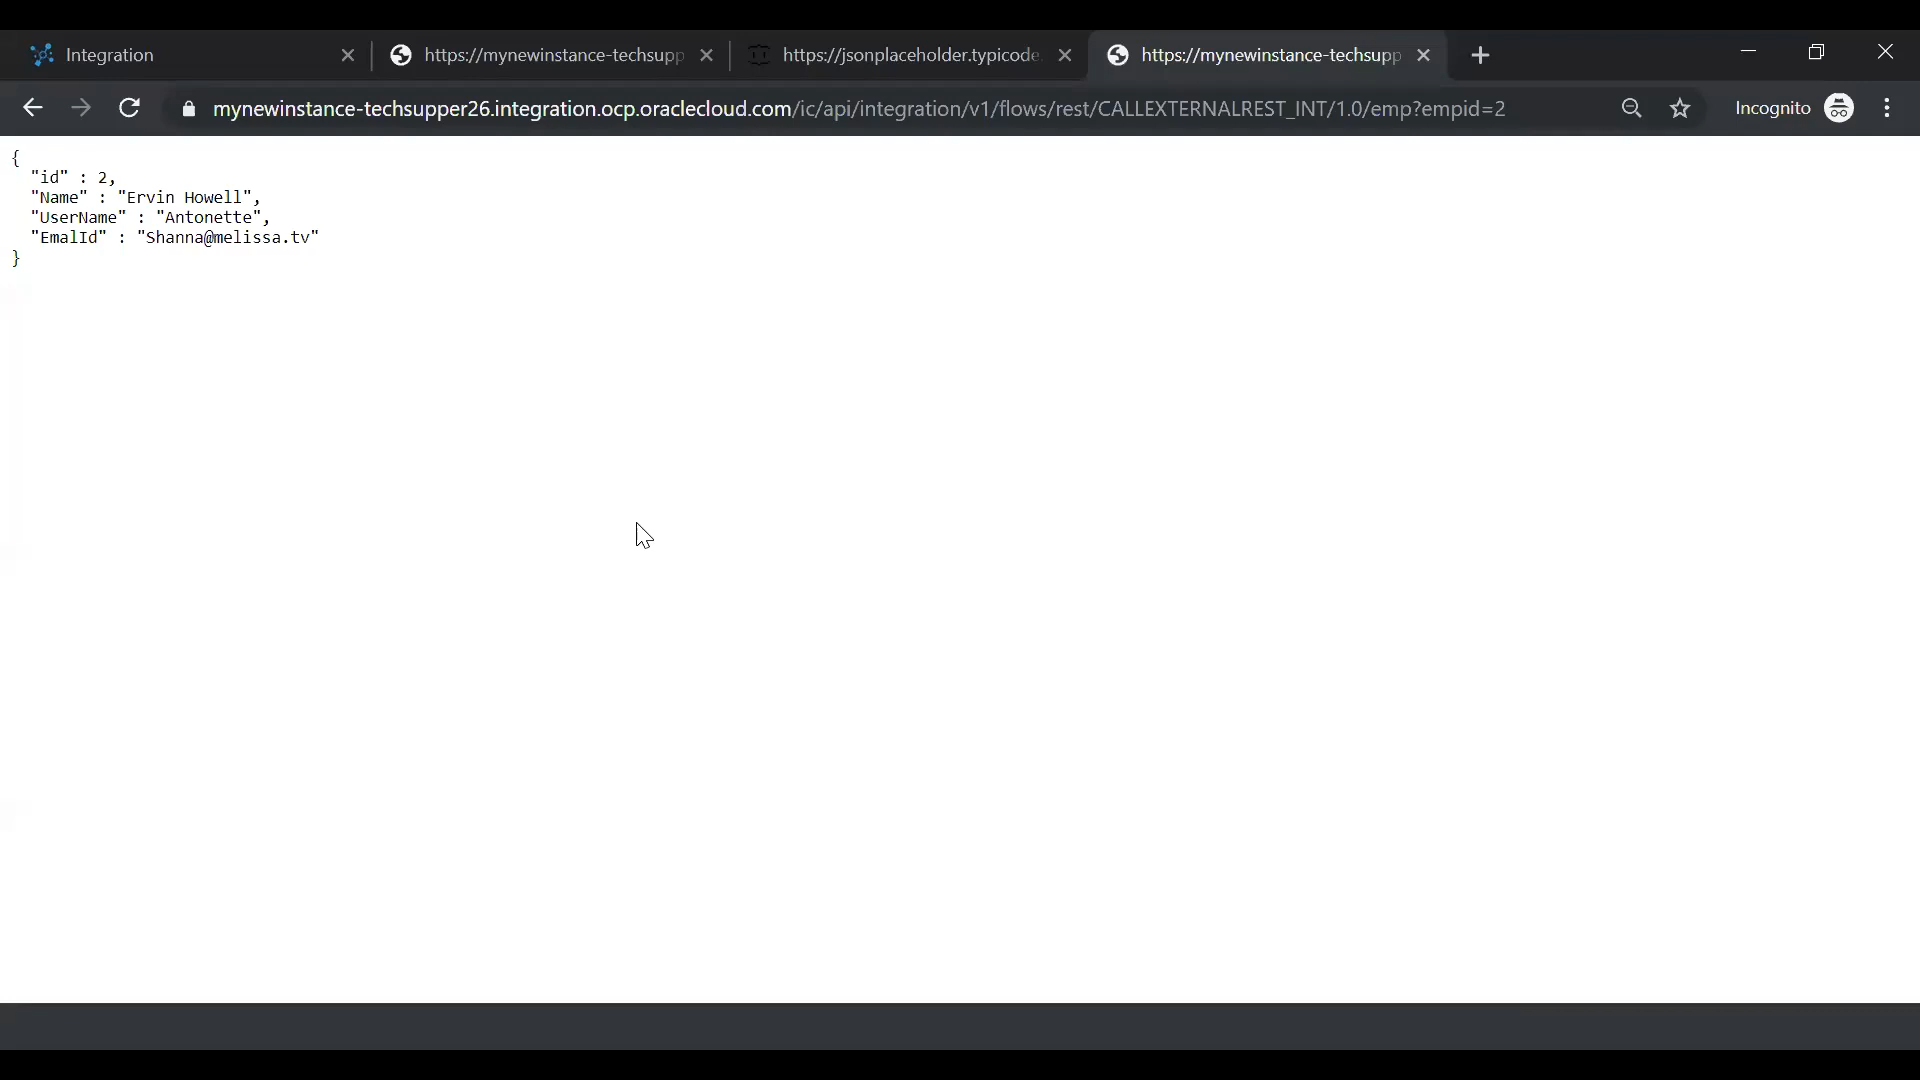 Integration
https://mynewinstance-techsupp
https://jsonplaceholder.typicode.
https://mynewinstance-techsupp
mynewinstance-techsupper26.integration.ocp.oraclecloud.com/ic/api/integration/v1/flows/rest/CALLEXTERNALREST_INT/1.0/emp?empid=2
Incognito
{
"id" : 2,
"Name" : "Ervin Howell",
"UserName" : "Antonette",
"EmalId" : "Shanna@melissa.tv"
}